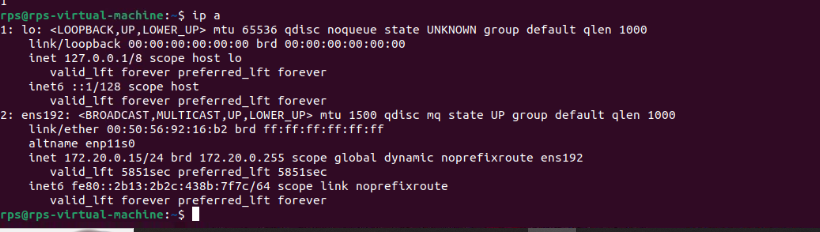 rps@rps-virtual-machine:~$ ip a
1: lo: <LOOPBACK,UP,LOWER_UP> mtu 65536 qdisc noqueue state UNKNOWN group default qlen 1000
    link/loopback 00:00:00:00:00:00 brd 00:00:00:00:00:00
    inet 127.0.0.1/8 scope host lo
       valid_lft forever preferred_lft forever
    inet6 ::1/128 scope host
       valid_lft forever preferred_lft forever
2: ens192: <BROADCAST,MULTICAST,UP,LOWER_UP> mtu 1500 qdisc mq state UP group default qlen 1000
    link/ether 00:50:56:92:16:b2 brd ff:ff:ff:ff:ff:ff
    altname enp11s0
    inet 172.20.0.15/24 brd 172.20.0.255 scope global dynamic noprefixroute ens192
       valid_lft 5851sec preferred_lft 5851sec
    inet6 fe80::2b13:2b2c:438b:7f7c/64 scope link noprefixroute
       valid_lft forever preferred_lft forever
rps@rps-virtual-machine:~$